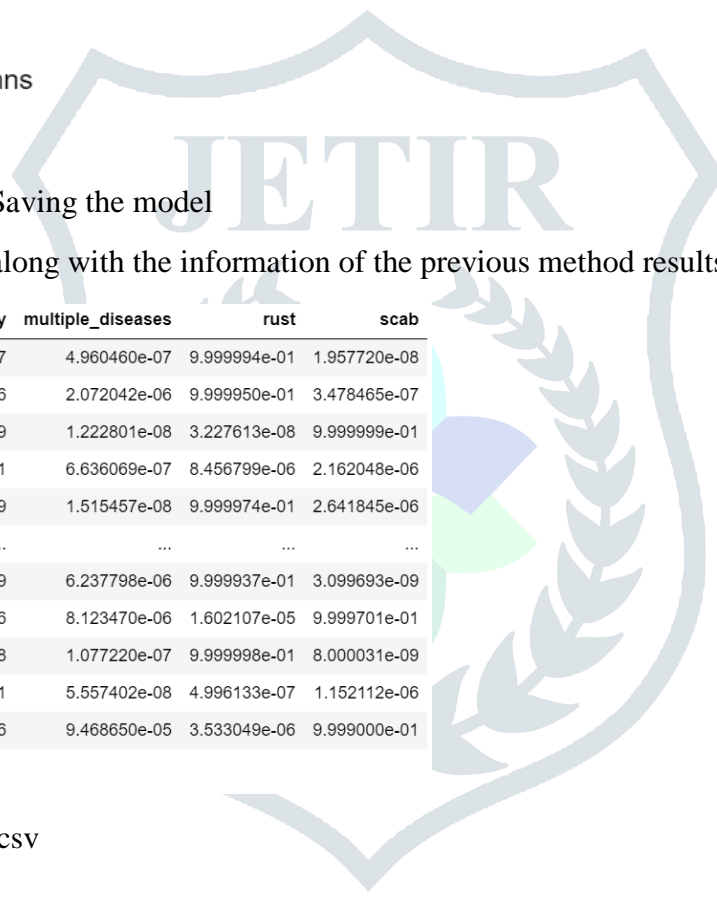 nns
JETIR
Saving the model
along with the information of the previous method results
y multiple_diseases rust scab
7 4.960460e-07 9.999994e-01 1.957720e-08
6 2.072042e-06 9.999950e-01 3.478465e-07
9 1.222801e-08 3.227613e-08 9.999999e-01
1 6.636069e-07 8.456799e-06 2.162048e-06
9 1.515457e-08 9.999974e-01 2.641845e-06
... ... ... ...
9 6.237798e-06 9.999937e-01 3.099693e-09
6 8.123470e-06 1.602107e-05 9.999701e-01
8 1.077220e-07 9.999998e-01 8.000031e-09
1 5.557402e-08 4.996133e-07 1.152112e-06
6 9.468650e-05 3.533049e-06 9.999000e-01
csv